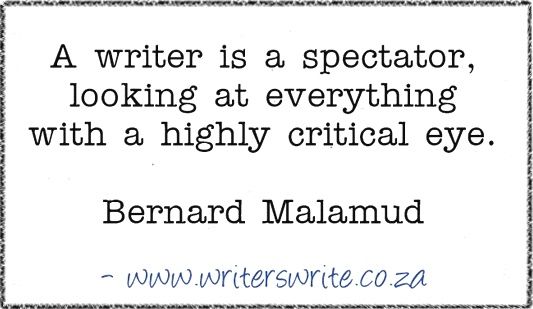 A writer is a spectator,
looking at everything
with a highly critical eye.
Bernard Malamud
- www.writerswrite.co.za